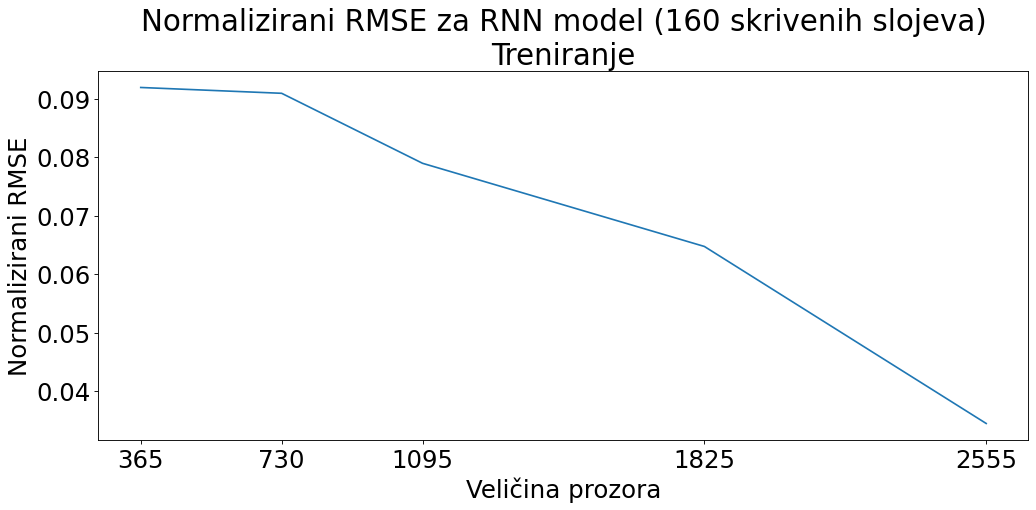 Normalizirani RMSE za RNN model (160 skrivenih slojeva)
Treniranje
Normalizirani RMSE
0.09
0.08
0.07
0.06
0.05
0.04
365 730 1095 1825 2555
Veličina prozora